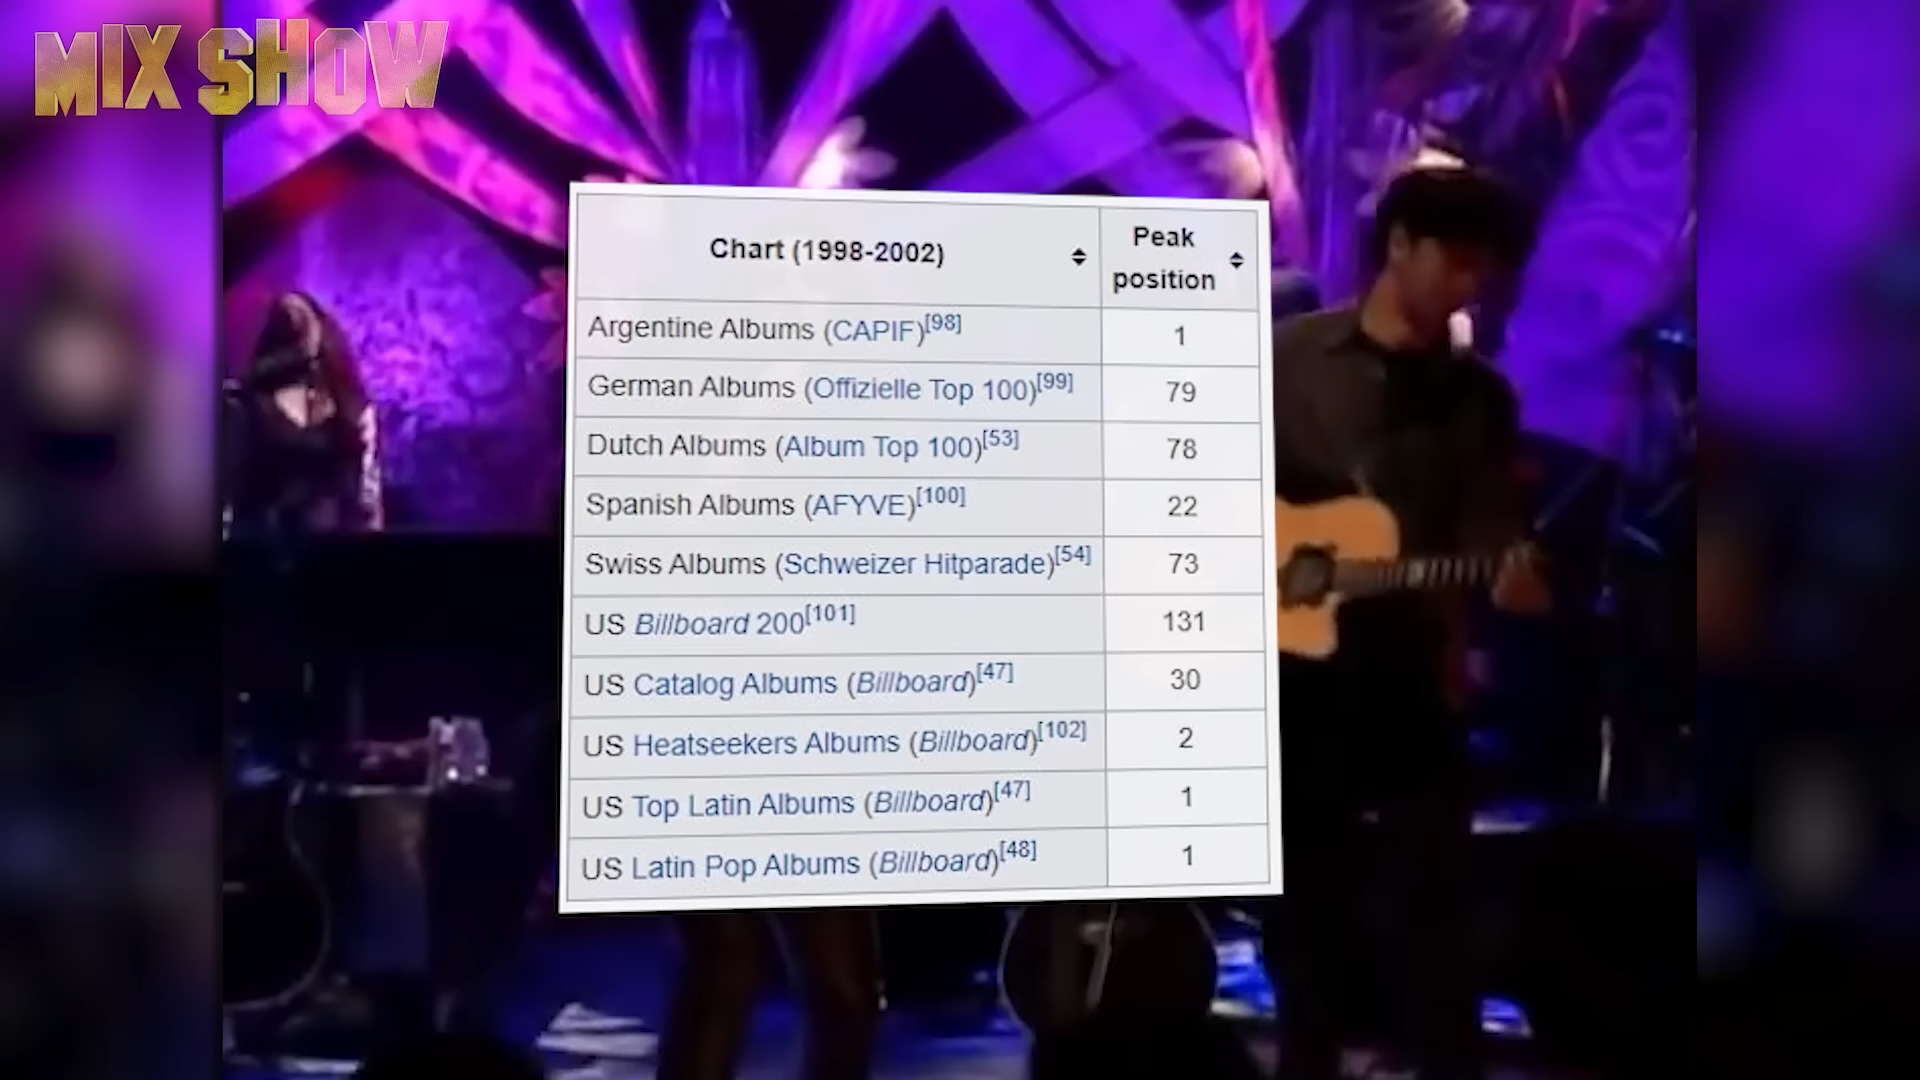 MIX SHOW
Chart (1998-2002)
Peak
position
Argentine Albums (CAPIF)[98]
1
German Albums (Offizielle Top 100)[99]
79
Dutch Albums (Album Top 100)[53]
78
Spanish Albums (AFYVE)[100]
22
Swiss Albums (Schweizer Hitparade)[54]
73
US Billboard 200[101]
131
US Catalog Albums (Billboard)[47]
30
US Heatseekers Albums (Billboard)[102]
2
US Top Latin Albums (Billboard)[47]
1
US Latin Pop Albums (Billboard)[48]
1